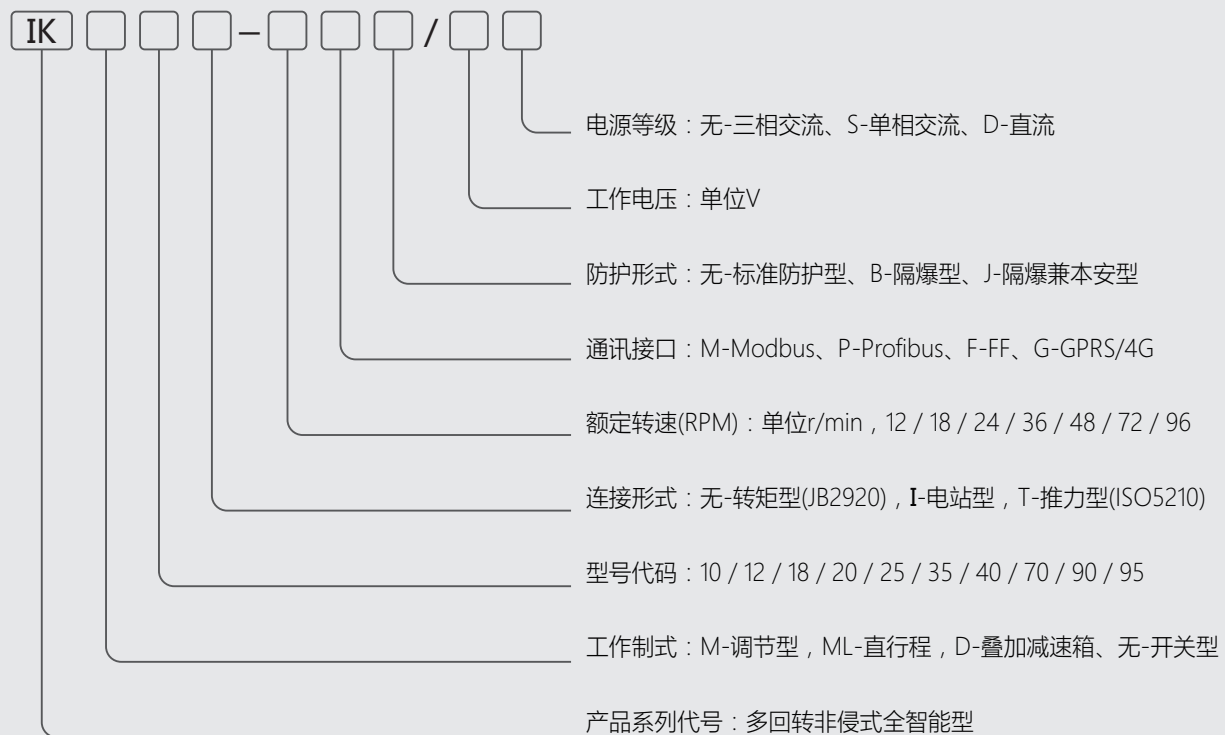 IK – /
电源等级：无-三相交流、S-单相交流、D-直流
工作电压：单位V
防护形式：无-标准防护型、B-隔爆型、J-隔爆兼本安型
通讯接口：M-Modbus、P-Profibus、F-FF、G-GPRS/4G
额定转速(RPM)：单位r/min，12 / 18 / 24 / 36 / 48 / 72 / 96
连接形式：无-转矩型(JB2920)，I-电站型，T-推力型(ISO5210)
型号代码：10 / 12 / 18 / 20 / 25 / 35 / 40 / 70 / 90 / 95
工作制式：M-调节型，ML-直行程，D-叠加减速箱、无-开关型
产品系列代号：多回转非侵式全智能型